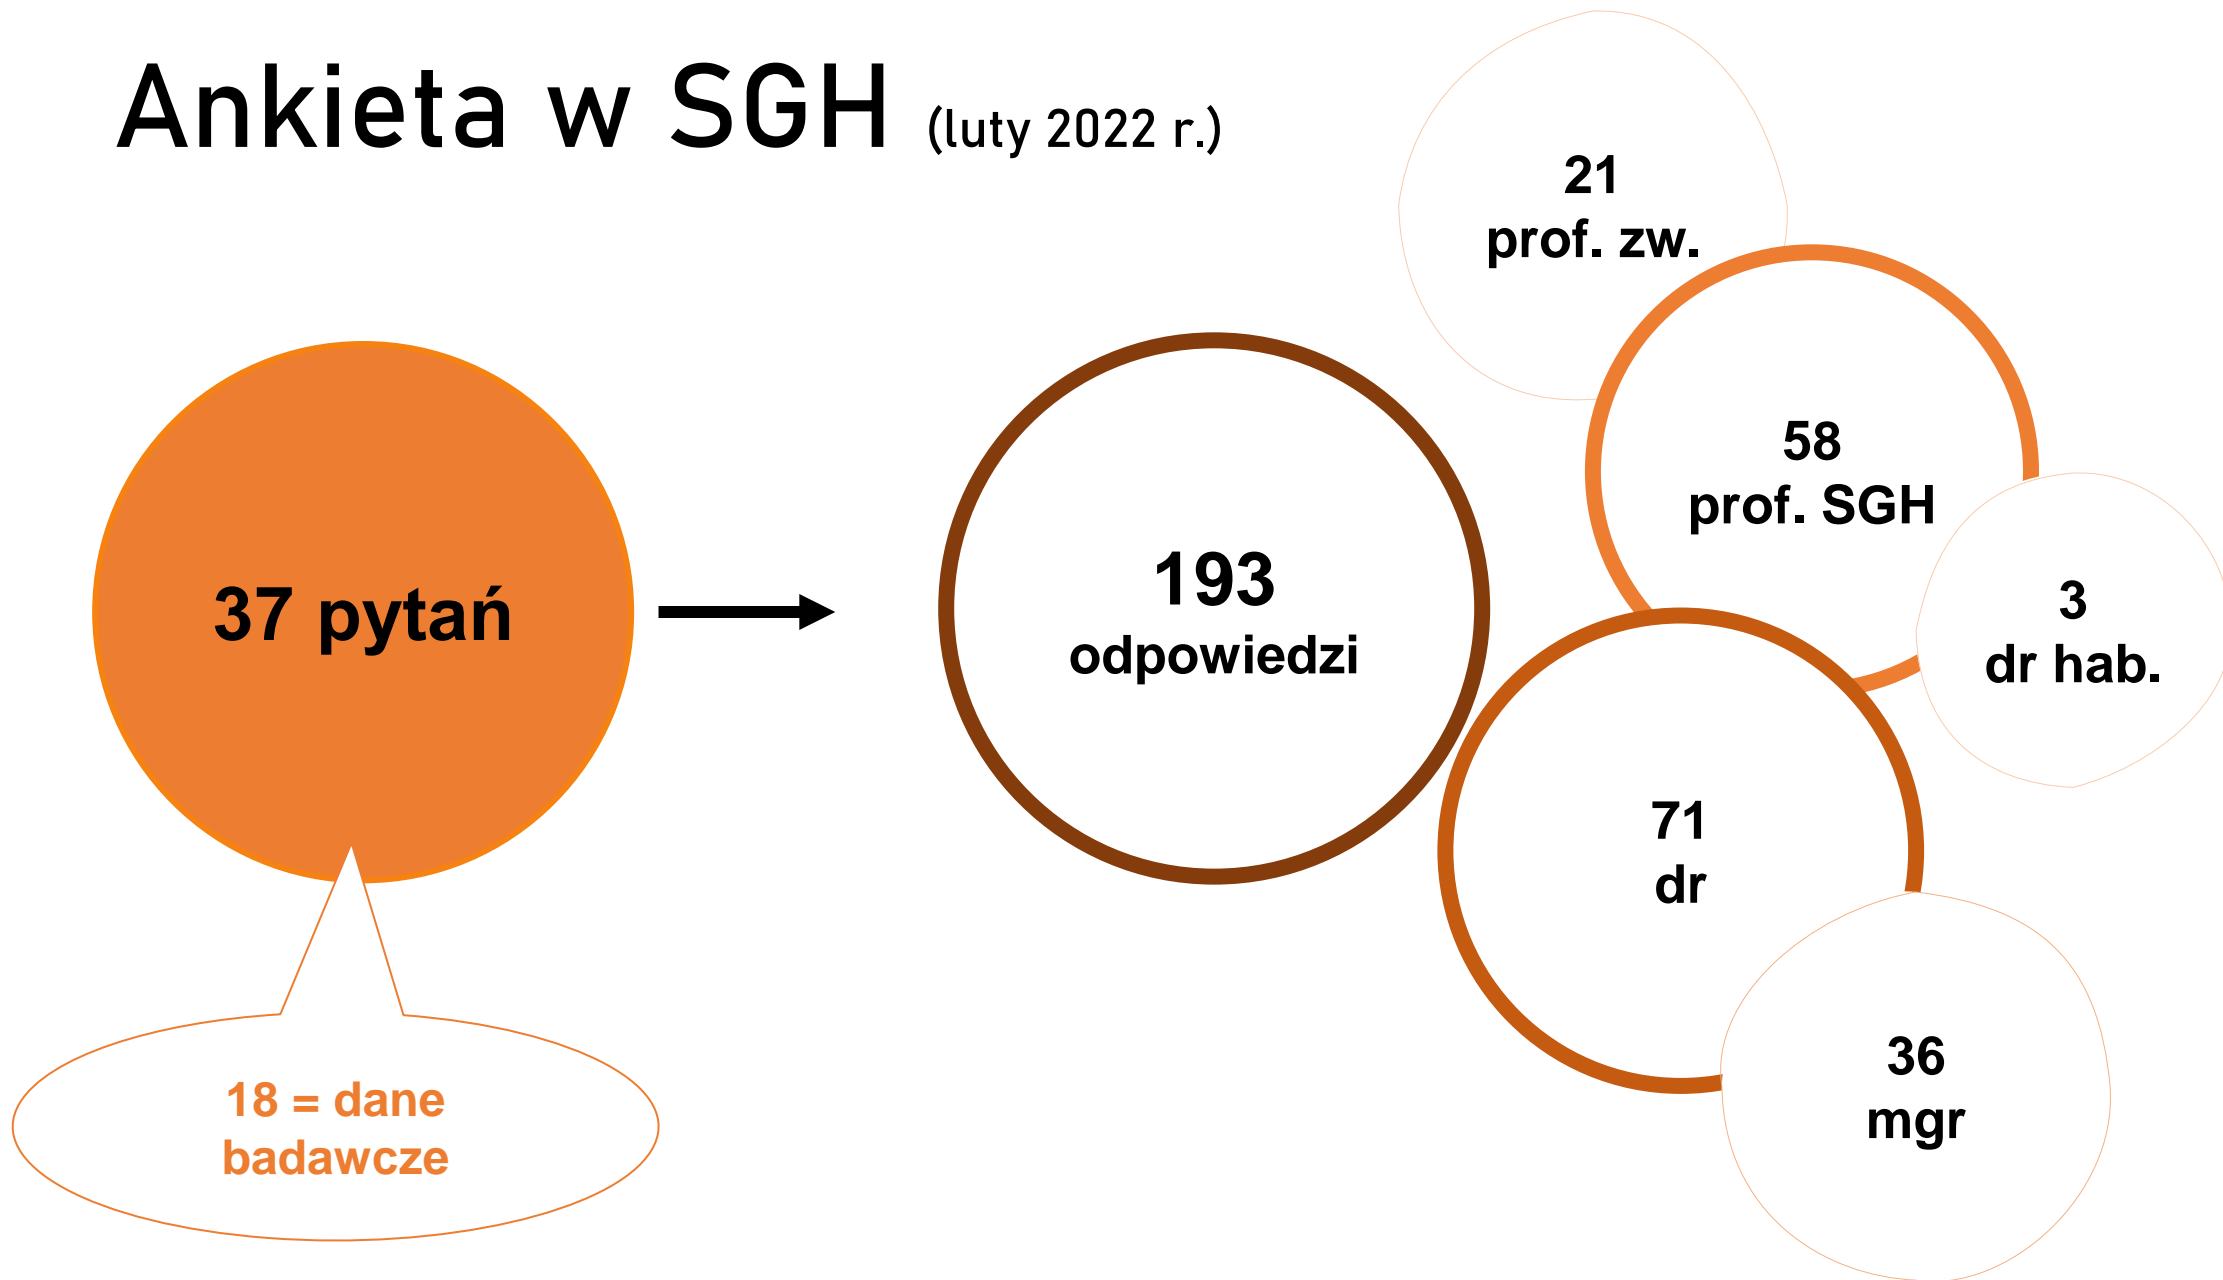 Ankieta w SGH (luty 2022 r.)
37 pytań
18 = dane
badawcze
193
odpowiedzi
21
prof. zw.
58
prof. SGH
3
dr hab.
71
dr
36
mgr